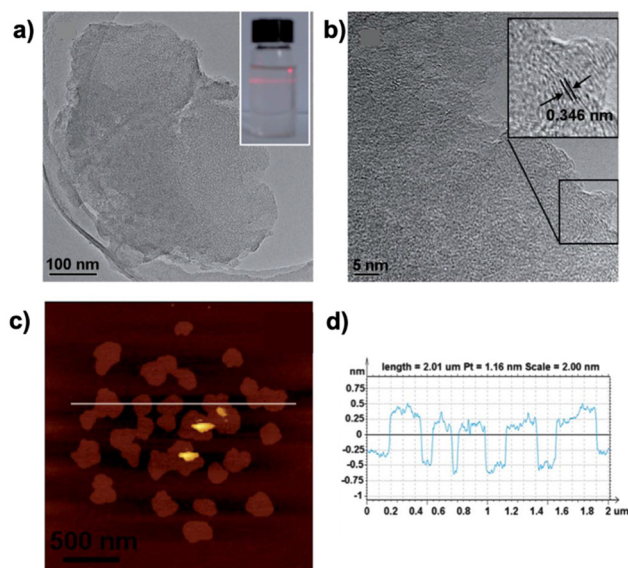 a)
100 nm
b)
0.346 nm
5 nm
c)
500 nm
d)
length = 2.01 um Pt = 1.16 nm Scale = 2.00 nm
nm
0.75
0.5
0.25
0
-0.25
-0.5
-0.75
-1
0 0.2 0.4 0.6 0.8 1 1.2 1.4 1.6 1.8 2 um